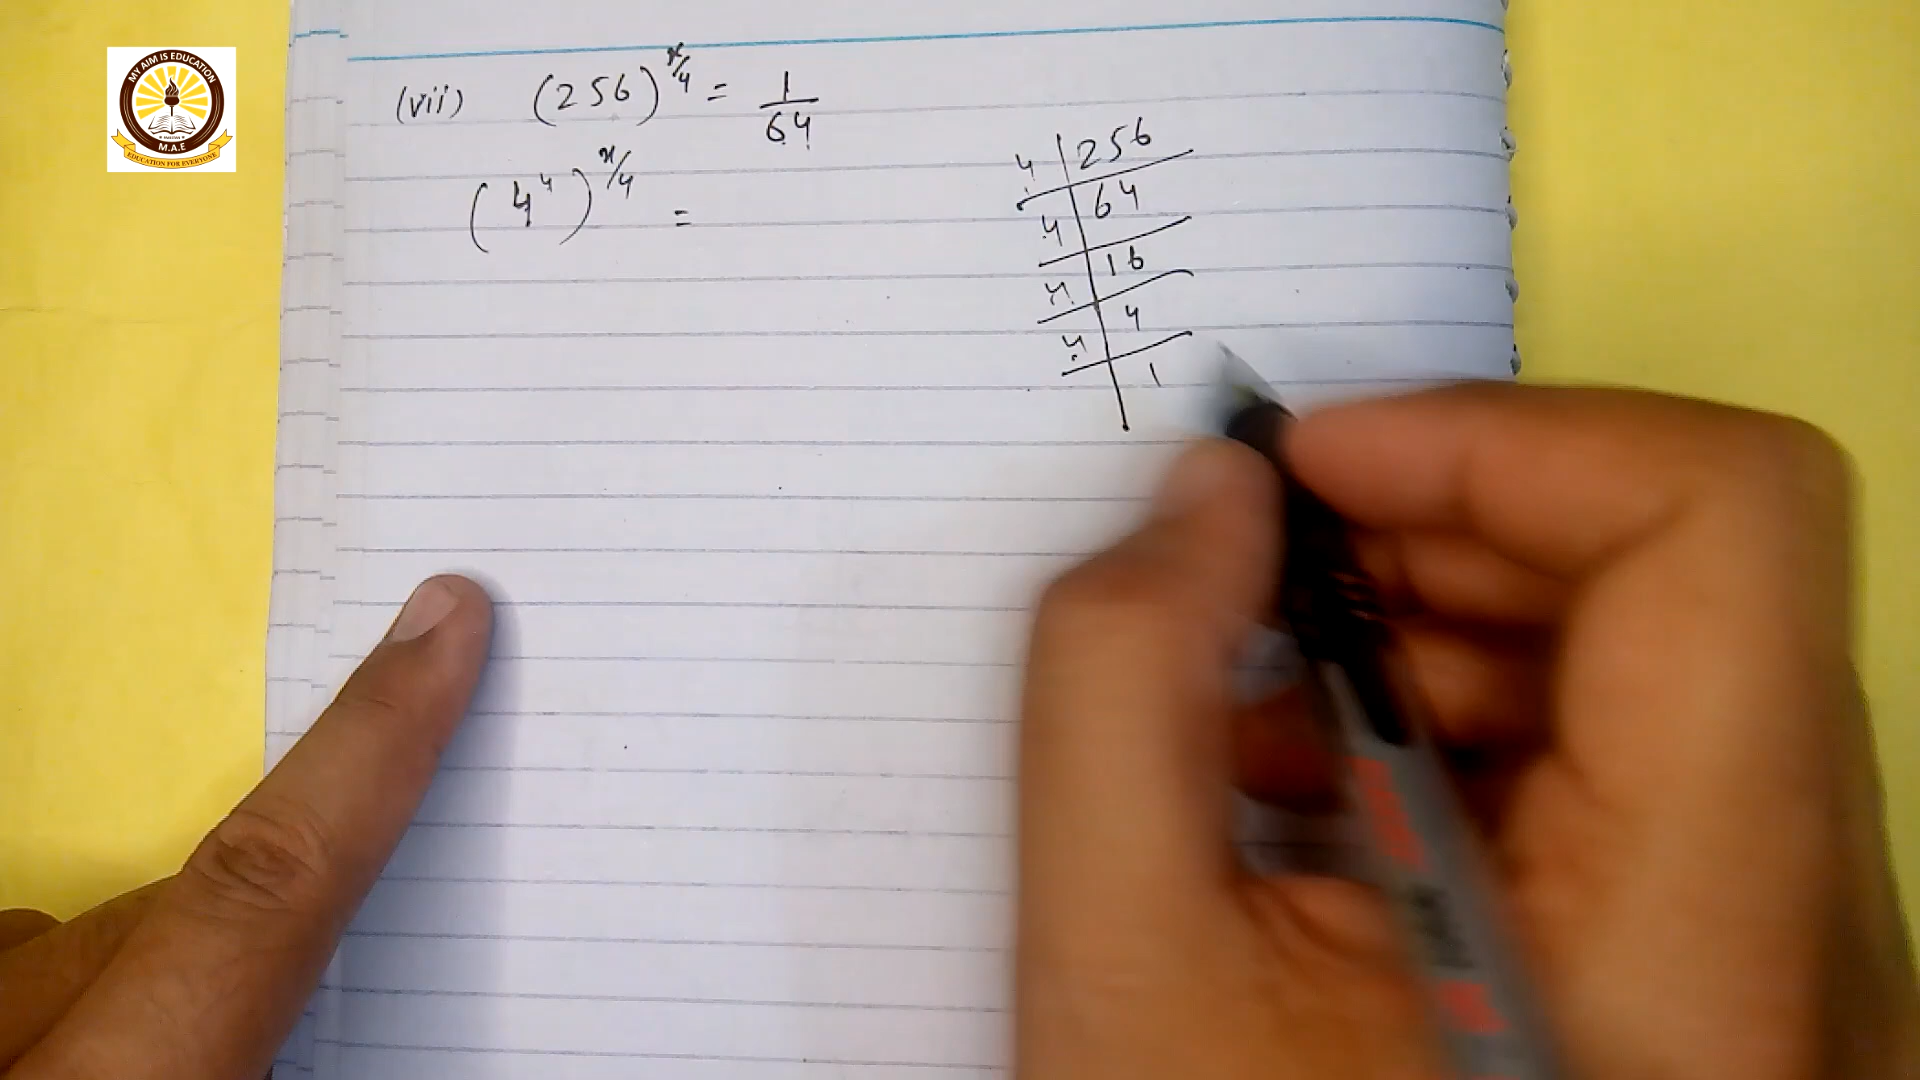 MY AIM IS EDUCATION
M.A.E
EDUCATION FOR EVERYONE
(vii) (256)^x/4 = 1/64
(4^4)^x/4 =
4 | 256
4 | 64
4 | 16
4 | 4
1